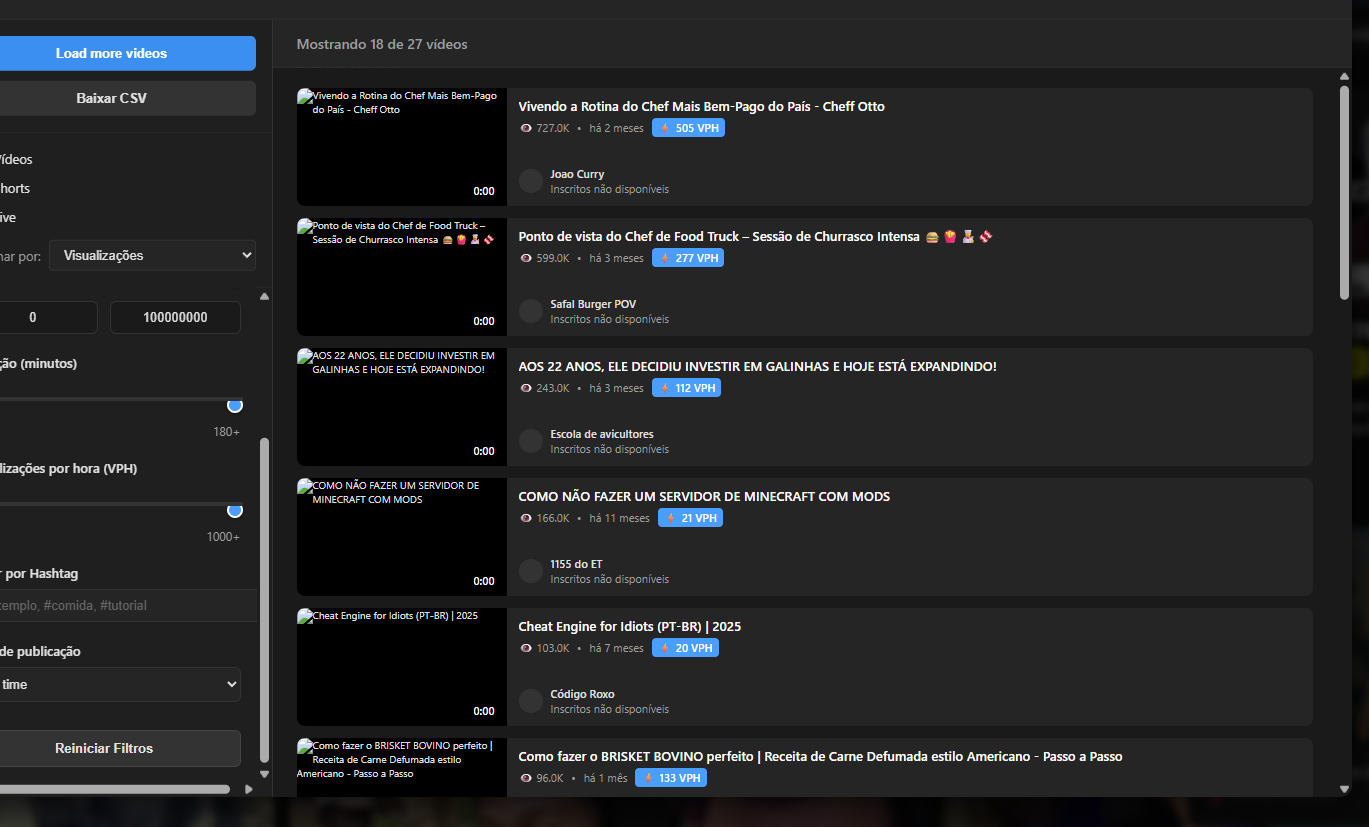 Load more videos
Baixar CSV
Vídeos
horts
ive
nar por:
Visualizações
0
100000000
ção (minutos)
180+
lizações por hora (VPH)
1000+
r por Hashtag
emplo, #comida, #tutorial
de publicação
time
Reiniciar Filtros
Mostrando 18 de 27 vídeos
Vivendo a Rotina do Chef Mais Bem-Pago
do País - Cheff Otto
0:00
Vivendo a Rotina do Chef Mais Bem-Pago do País - Cheff Otto
727.0K • há 2 meses 505 VPH
Joao Curry
Inscritos não disponíveis
Ponto de vista do Chef de Food Truck –
Sessão de Churrasco Intensa 🍔🍟👨‍🍳🍖
0:00
Ponto de vista do Chef de Food Truck – Sessão de Churrasco Intensa 🍔🍟👨‍🍳🍖
599.0K • há 3 meses 277 VPH
Safal Burger POV
Inscritos não disponíveis
AOS 22 ANOS, ELE DECIDIU INVESTIR EM
GALINHAS E HOJE ESTÁ EXPANDINDO!
0:00
AOS 22 ANOS, ELE DECIDIU INVESTIR EM GALINHAS E HOJE ESTÁ EXPANDINDO!
243.0K • há 3 meses 112 VPH
Escola de avicultores
Inscritos não disponíveis
COMO NÃO FAZER UM SERVIDOR DE
MINECRAFT COM MODS
0:00
COMO NÃO FAZER UM SERVIDOR DE MINECRAFT COM MODS
166.0K • há 11 meses 21 VPH
1155 do ET
Inscritos não disponíveis
Cheat Engine for Idiots (PT-BR) | 2025
0:00
Cheat Engine for Idiots (PT-BR) | 2025
103.0K • há 7 meses 20 VPH
Código Roxo
Inscritos não disponíveis
Como fazer o BRISKET BOVINO perfeito |
Receita de Carne Defumada estilo
Americano - Passo a Passo
Como fazer o BRISKET BOVINO perfeito | Receita de Carne Defumada estilo Americano - Passo a Passo
96.0K • há 1 mês 133 VPH